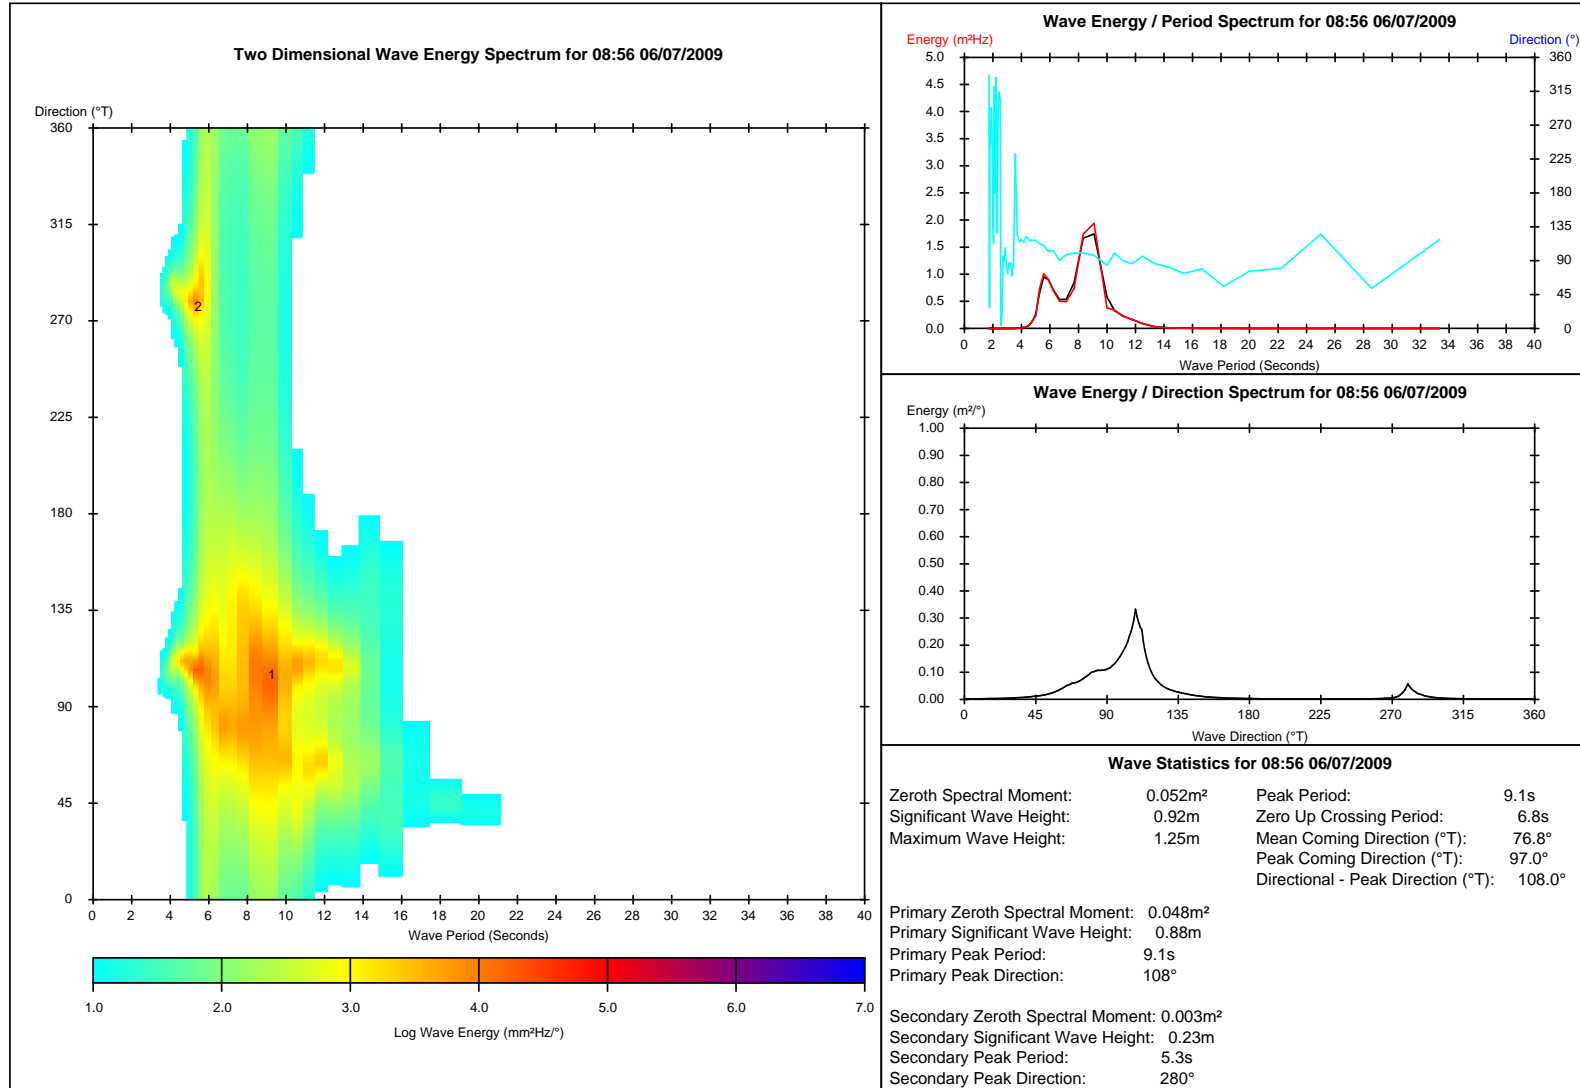 Two Dimensional Wave Energy Spectrum for 08:56 06/07/2009
Direction (°T)
360
315
270
225
180
135
90
45
0
0 2 4 6 8 10 12 14 16 18 20 22 24 26 28 30 32 34 36 38 40
Wave Period (Seconds)
2
1
1.0 2.0 3.0 4.0 5.0 6.0 7.0
Log Wave Energy (mm²Hz/°)
Wave Energy / Period Spectrum for 08:56 06/07/2009
Energy (m²Hz) Direction (°)
5.0 360
4.5 315
4.0 270
3.5 225
3.0 180
2.5 135
2.0 90
1.5 45
1.0 0
0.5
0.0
0 2 4 6 8 10 12 14 16 18 20 22 24 26 28 30 32 34 36 38 40
Wave Period (Seconds)
Wave Energy / Direction Spectrum for 08:56 06/07/2009
Energy (m²/°)
1.00
0.90
0.80
0.70
0.60
0.50
0.40
0.30
0.20
0.10
0.00
0 45 90 135 180 225 270 315 360
Wave Direction (°T)
Wave Statistics for 08:56 06/07/2009
Zeroth Spectral Moment: 0.052m² Peak Period: 9.1s
Significant Wave Height: 0.92m Zero Up Crossing Period: 6.8s
Maximum Wave Height: 1.25m Mean Coming Direction (°T): 76.8°
Peak Coming Direction (°T): 97.0°
Directional - Peak Direction (°T): 108.0°
Primary Zeroth Spectral Moment: 0.048m²
Primary Significant Wave Height: 0.88m
Primary Peak Period: 9.1s
Primary Peak Direction: 108°
Secondary Zeroth Spectral Moment: 0.003m²
Secondary Significant Wave Height: 0.23m
Secondary Peak Period: 5.3s
Secondary Peak Direction: 280°